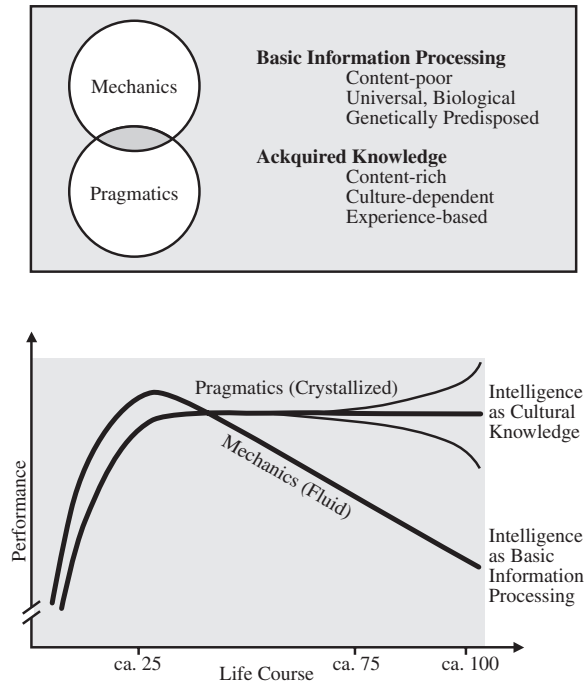 Mechanics
Basic Information Processing
Content-poor
Universal, Biological
Genetically Predisposed
Pragmatics
Ackquired Knowledge
Content-rich
Culture-dependent
Experience-based
Performance
Pragmatics (Crystallized)
Mechanics (Fluid)
Intelligence
as Cultural
Knowledge
Intelligence
as Basic
Information
Processing
ca. 25
ca. 75
ca. 100
Life Course